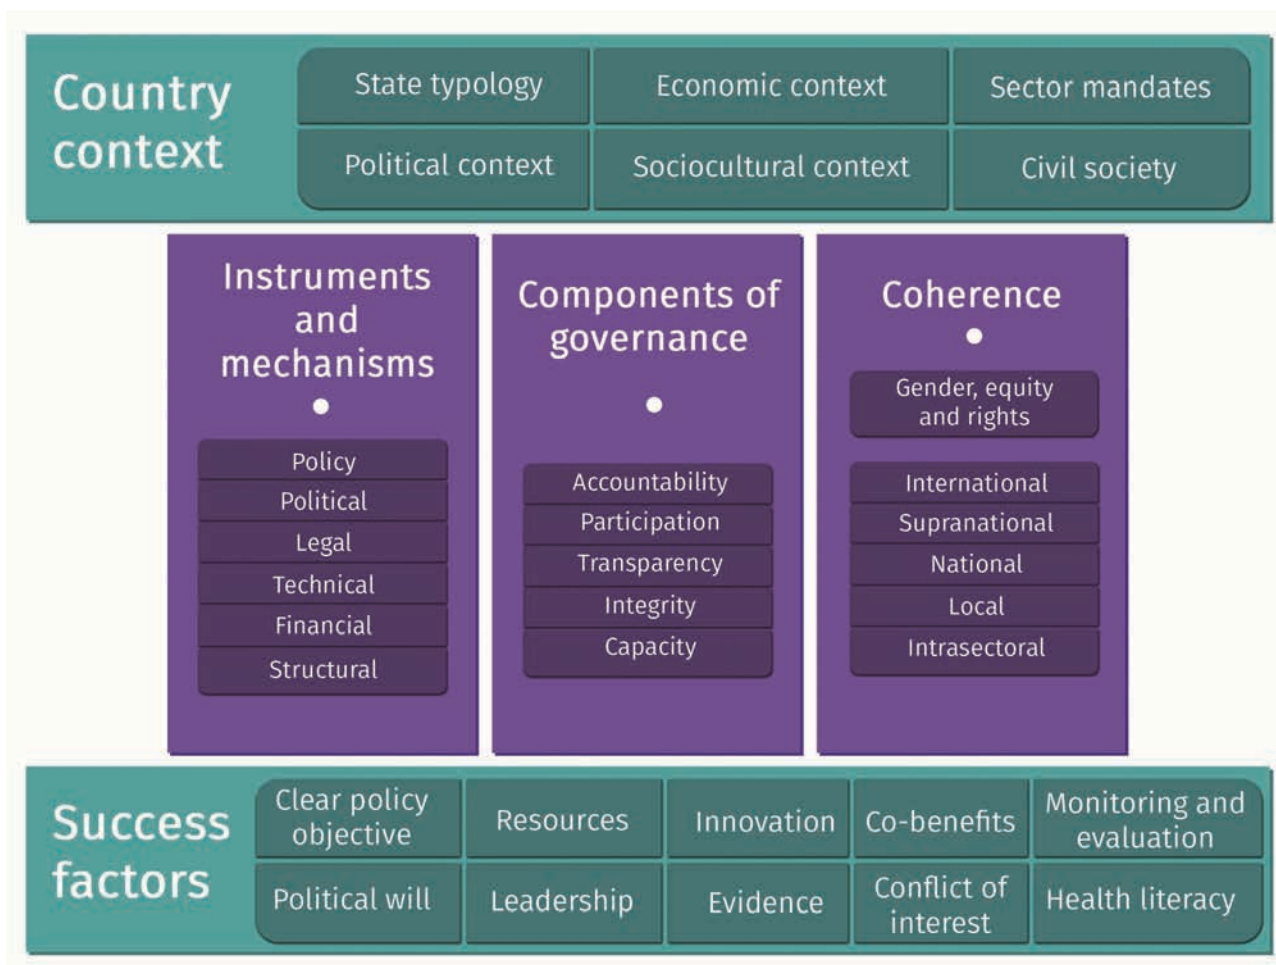 Country
context
State typology
Economic context
Sector mandates
Political context
Sociocultural context
Civil society
Instruments
and
mechanisms
Policy
Political
Legal
Technical
Financial
Structural
Components of
governance
Accountability
Participation
Transparency
Integrity
Capacity
Coherence
Gender, equity
and rights
International
Supranational
National
Local
Intrasectoral
Success
factors
Clear policy
objective
Resources
Innovation
Co-benefits
Monitoring and
evaluation
Political will
Leadership
Evidence
Conflict of
interest
Health literacy